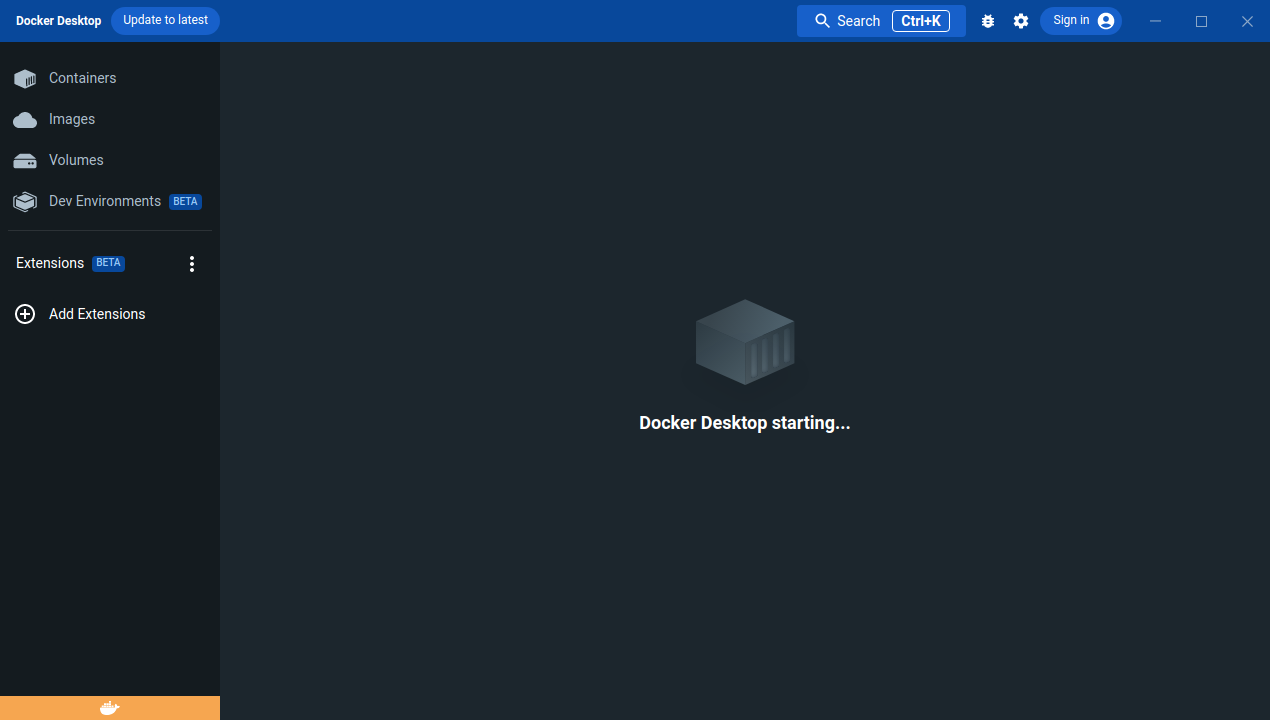 Docker Desktop Update to latest Search Ctrl+K Sign in
Containers
Images
Volumes
Dev Environments BETA
Extensions BETA
Add Extensions
Docker Desktop starting...